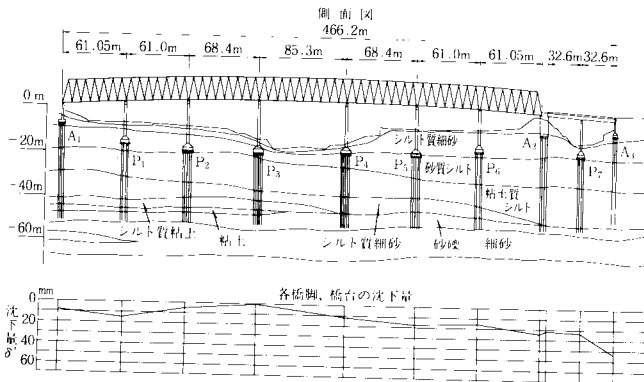 側面図
466.2m
61.05m 61.0m 68.4m 85.3m 68.4m 61.0m 61.05m 32.6m 32.6m
0 m
-20m
-40m
-60m
A₁ P₁ P₂ P₃ P₄ P₅ P₆ A₂ P₇ A₃
シルト質細砂
砂質シルト
粘土質
シルト
シルト質粘土
粘土
シルト質細砂
砂礫
細砂
各橋脚、橋台の沈下量
mm
0
20
40
60
沈下量δ